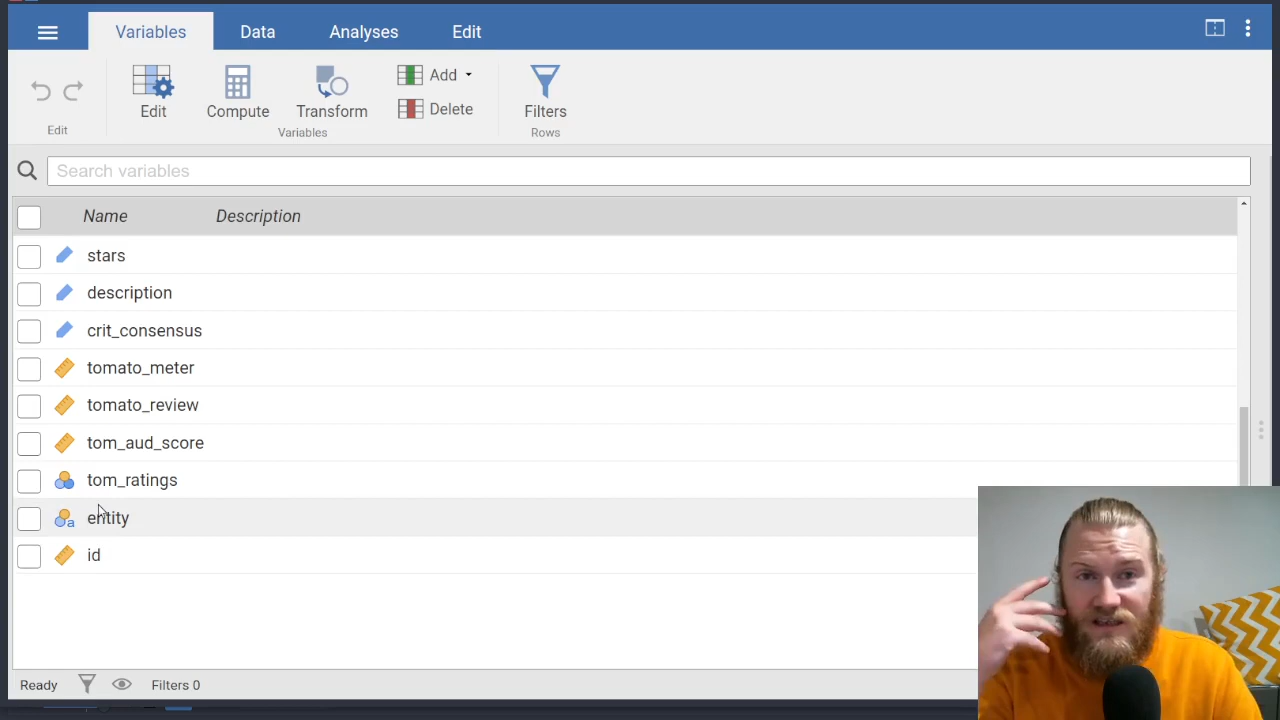 Variables Data Analyses Edit
Edit Compute Transform Add Delete Filters
Edit Variables Rows
Search variables
Name Description
stars
description
crit_consensus
tomato_meter
tomato_review
tom_aud_score
tom_ratings
a entity
id
Ready Filters 0